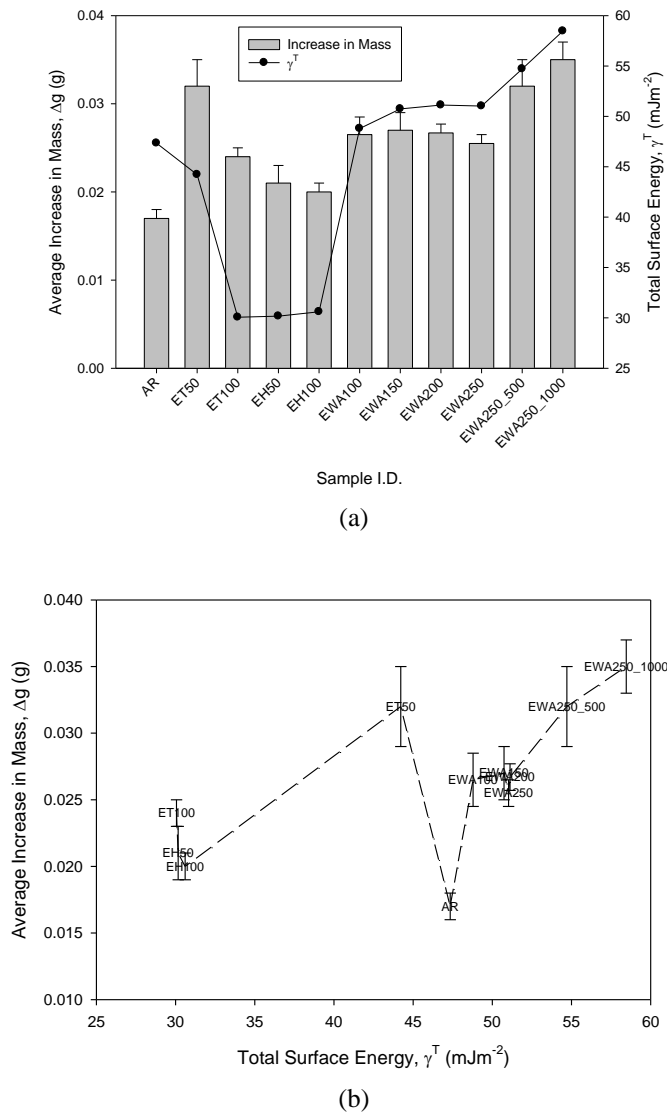 0.04
0.03
0.02
0.01
0.00
Average Increase in Mass, Δg (g)
Increase in Mass
γᵀ
60
55
50
45
40
35
30
25
Total Surface Energy, γᵀ (mJm⁻²)
AR
ET50
ET100
EH50
EH100
EWA100
EWA150
EWA200
EWA250
EWA250_500
EWA250_1000
Sample I.D.
(a)
0.040
0.035
0.030
0.025
0.020
0.015
0.010
Average Increase in Mass, Δg (g)
EWA250_1000
ET50
EWA250_500
EWA150
EWA100
EWA200
EWA250
ET100
EH50
EH100
AR
25
30
35
40
45
50
55
60
Total Surface Energy, γᵀ (mJm⁻²)
(b)